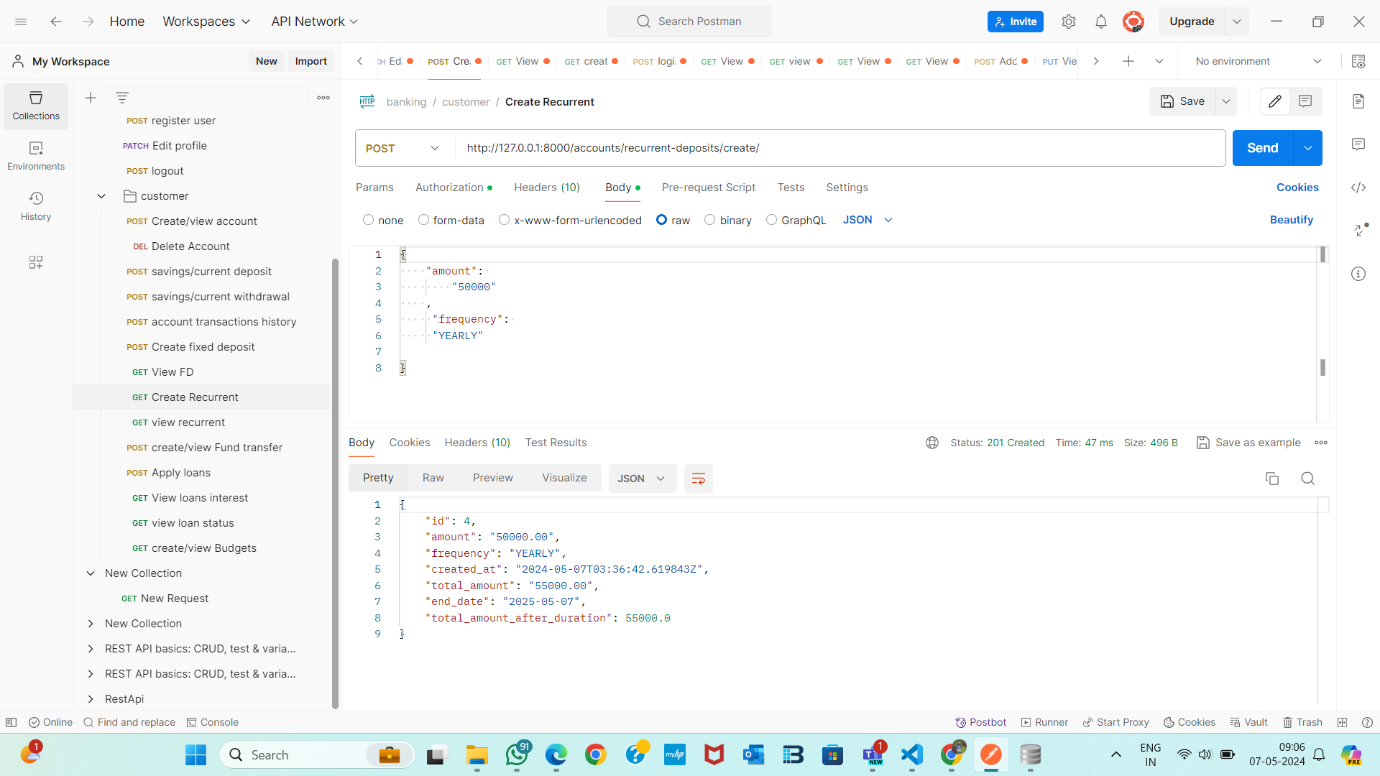 Home Workspaces API Network Search Postman Invite Upgrade
My Workspace New Import
Ed POST Cre GET View GET creat POST logi GET View GET view GET View GET View POST Add PUT Vie No environment
Collections
Environments
History
POST register user
PATCH Edit profile
POST logout
customer
POST Create/view account
DEL Delete Account
POST savings/current deposit
POST savings/current withdrawal
POST account transactions history
POST Create fixed deposit
GET View FD
GET Create Recurrent
GET view recurrent
POST create/view Fund transfer
POST Apply loans
GET View loans interest
GET view loan status
GET create/view Budgets
New Collection
GET New Request
New Collection
REST API basics: CRUD, test & varia...
REST API basics: CRUD, test & varia...
RestApi
HTTP banking / customer / Create Recurrent Save
POST http://127.0.0.1:8000/accounts/recurrent-deposits/create/ Send
Params Authorization Headers (10) Body Pre-request Script Tests Settings Cookies
none form-data x-www-form-urlencoded raw binary GraphQL JSON Beautify
1 {
2 "amount":
3 "50000"
4 ,
5 "frequency":
6 "YEARLY"
7
8 }
Body Cookies Headers (10) Test Results Status: 201 Created Time: 47 ms Size: 496 B Save as example
Pretty Raw Preview Visualize JSON
1 {
2 "id": 4,
3 "amount": "50000.00",
4 "frequency": "YEARLY",
5 "created_at": "2024-05-07T03:36:42.619843Z",
6 "total_amount": "55000.00",
7 "end_date": "2025-05-07",
8 "total_amount_after_duration": 55000.0
9 }
Online Find and replace Console Postbot Runner Start Proxy Cookies Vault Trash
1 Search 91 1 NEW ENG 09:06
IN 07-05-2024 PRE